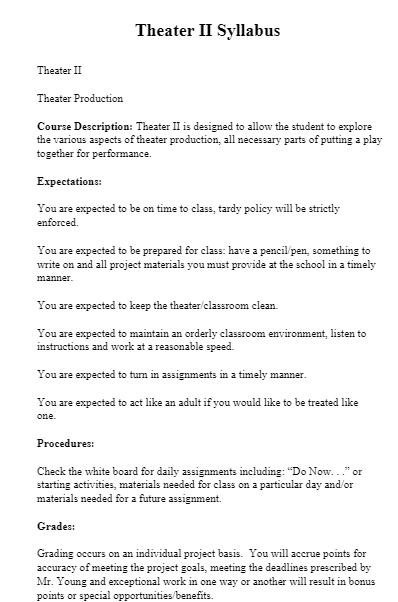 Theater II Syllabus
Theater II
Theater Production
Course Description: Theater II is designed to allow the student to explore
the various aspects of theater production, all necessary parts of putting a play
together for performance.
Expectations:
You are expected to be on time to class, tardy policy will be strictly
enforced.
You are expected to be prepared for class: have a pencil/pen, something to
write on and all project materials you must provide at the school in a timely
manner.
You are expected to keep the theater/classroom clean.
You are expected to maintain an orderly classroom environment, listen to
instructions and work at a reasonable speed.
You are expected to turn in assignments in a timely manner.
You are expected to act like an adult if you would like to be treated like
one.
Procedures:
Check the white board for daily assignments including: “Do Now. . .” or
starting activities, materials needed for class on a particular day and/or
materials needed for a future assignment.
Grades:
Grading occurs on an individual project basis.  You will accrue points for
accuracy of meeting the project goals, meeting the deadlines prescribed by
Mr. Young and exceptional work in one way or another will result in bonus
points or special opportunities/benefits.